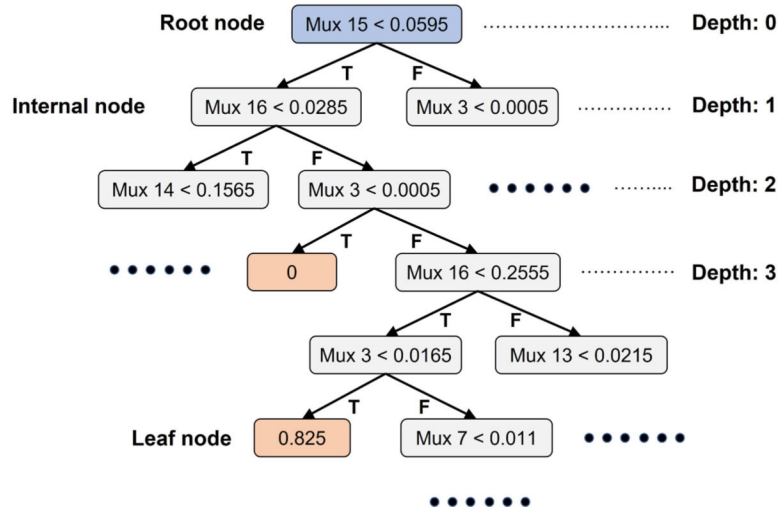 Root node
Mux 15 < 0.0595
Depth: 0
T
F
Internal node
Mux 16 < 0.0285
Mux 3 < 0.0005
Depth: 1
T
F
Mux 14 < 0.1565
Mux 3 < 0.0005
Depth: 2
T
F
0
Mux 16 < 0.2555
Depth: 3
T
F
Mux 3 < 0.0165
Mux 13 < 0.0215
T
F
Leaf node
0.825
Mux 7 < 0.011